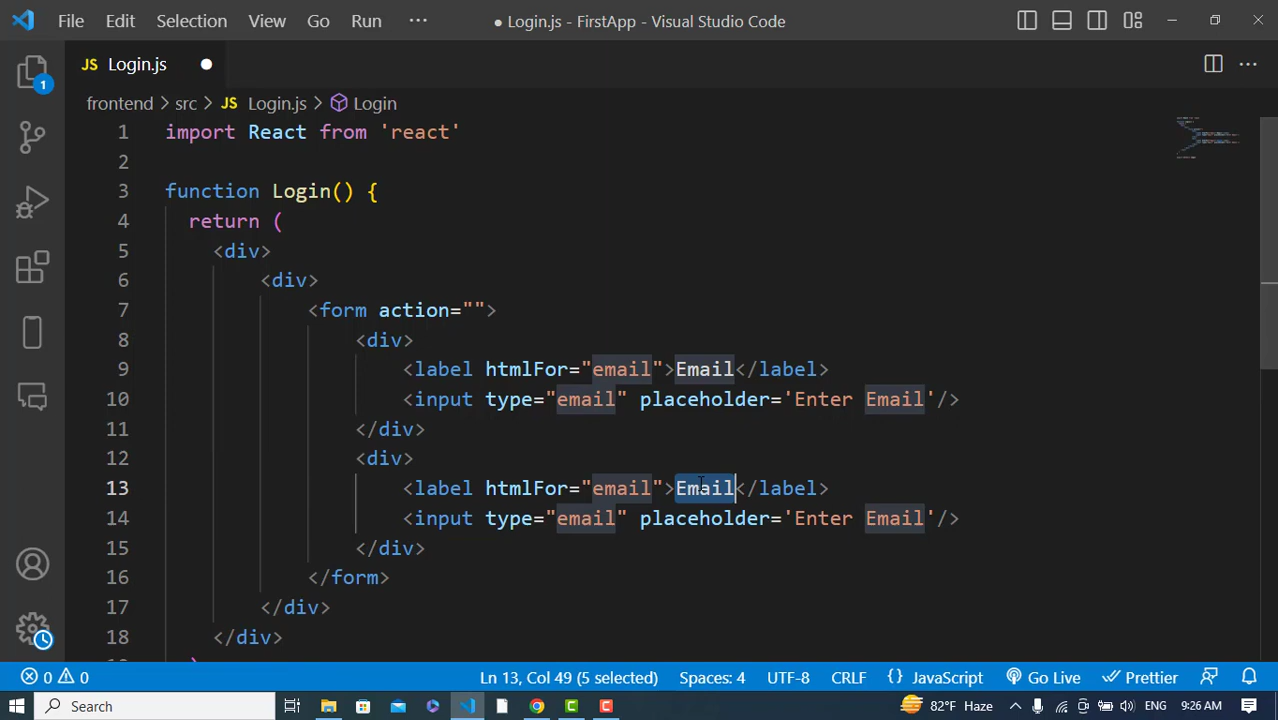 File Edit Selection View Go Run ··· ● Login.js - FirstApp - Visual Studio Code
JS Login.js ●
frontend > src > JS Login.js > Login
1 import React from 'react'
2
3 function Login() {
4 return (
5 <div>
6 <div>
7 <form action="">
8 <div>
9 <label htmlFor="email">Email</label>
10 <input type="email" placeholder='Enter Email'/>
11 </div>
12 <div>
13 <label htmlFor="email">Email</label>
14 <input type="email" placeholder='Enter Email'/>
15 </div>
16 </form>
17 </div>
18 </div>
1
0 0 Ln 13, Col 49 (5 selected) Spaces: 4 UTF-8 CRLF { } JavaScript Go Live Prettier
Search 82°F Haze ENG 9:26 AM